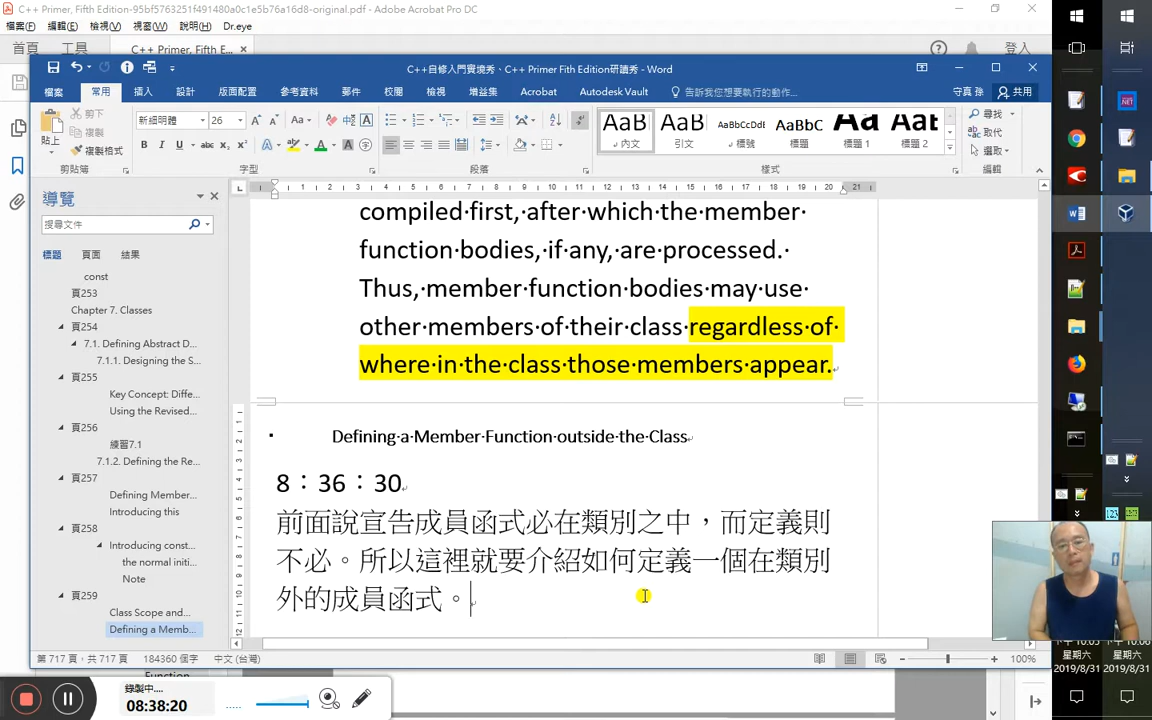 C++ Primer, Fifth Edition-95bf5763251480a0c1e5b76a16d8-original.pdf - Adobe Acrobat Pro DC
檔案(F) 編輯(E) 檢視(V) 視窗(W) 說明(H) Dr.eye
首頁 工具 C++ Primer, Fifth E... × 登入
C++自修入門實境秀、C++ Primer Fifth Edition研讀秀 - Word
檔案 常用 插入 設計 版面配置 參考資料 郵件 校閱 檢視 增益集 Acrobat Autodesk Vault 告訴我您想要執行的動作... 守真 孫 共用
貼上 剪下 複製 複製格式
新細明體 26
AaB AaB AaBbCcDdI AaBbC AaB AaB
內文 引文 標號 標題 標題 1 標題 2
尋找 取代 選取
剪貼簿 字型 段落 樣式 編輯
導覽
搜尋文件
標題 頁面 結果
const
頁253
Chapter 7. Classes
頁254
7.1. Defining Abstract D...
7.1.1. Designing the S...
頁255
Key Concept: Differ...
Using the Revised...
頁256
練習7.1
7.1.2. Defining the Re...
頁257
Defining Member...
Introducing this
頁258
Introducing const...
the normal initi...
Note
頁259
Class Scope and...
Defining a Memb...
compiled first, after which the member
function bodies, if any, are processed.
Thus, member function bodies may use
other members of their class regardless of
where in the class those members appear.
Defining a Member Function outside the Class
8：36：30
前面說宣告成員函式必在類別之中，而定義則
不必。所以這裡就要介紹如何定義一個在類別
外的成員函式。
第 717 頁，共 717 頁 184360 個字 中文 (台灣) 100%
Function
錄製中...
08:38:20
星期六 星期六
2019/8/31 2019/8/31